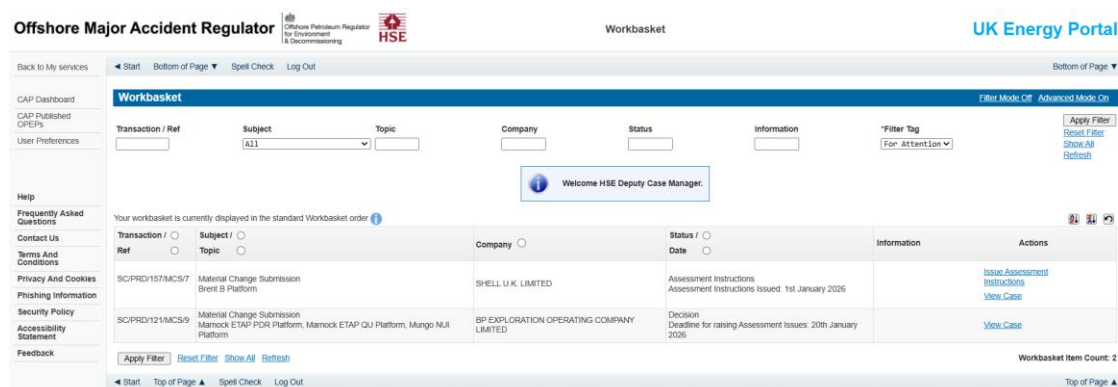 Offshore Major Accident Regulator
Offshore Petroleum Regulator
for Environment
& Decommissioning
HSE
Workbasket
UK Energy Portal
Back to My services
◄ Start Bottom of Page ▼ Spell Check Log Out
Bottom of Page ▼
CAP Dashboard
CAP Published
OPEPs
User Preferences
Help
Frequently Asked
Questions
Contact Us
Terms And
Conditions
Privacy And Cookies
Phishing Information
Security Policy
Accessibility
Statement
Feedback
Workbasket
Filter Mode Off Advanced Mode On
Transaction / Ref Subject Topic Company Status Information *Filter Tag
All
For Attention
Apply Filter
Reset Filter
Show All
Refresh
Welcome HSE Deputy Case Manager.
Your workbasket is currently displayed in the standard Workbasket order
Transaction / Subject / Company Status / Information Actions
Ref Topic Date
SC/PRD/157/MCS/7 Material Change Submission
Brent B Platform
SHELL U.K. LIMITED
Assessment Instructions
Assessment Instructions Issued: 1st January 2026
Issue Assessment
Instructions
View Case
SC/PRD/121/MCS/9 Material Change Submission
Marnock ETAP PDR Platform, Marnock ETAP QU Platform, Mungo NUI
Platform
BP EXPLORATION OPERATING COMPANY
LIMITED
Decision
Deadline for raising Assessment Issues: 20th January
2026
View Case
Apply Filter Reset Filter Show All Refresh
Workbasket Item Count: 2
◄ Start Top of Page ▲ Spell Check Log Out
Top of Page ▲